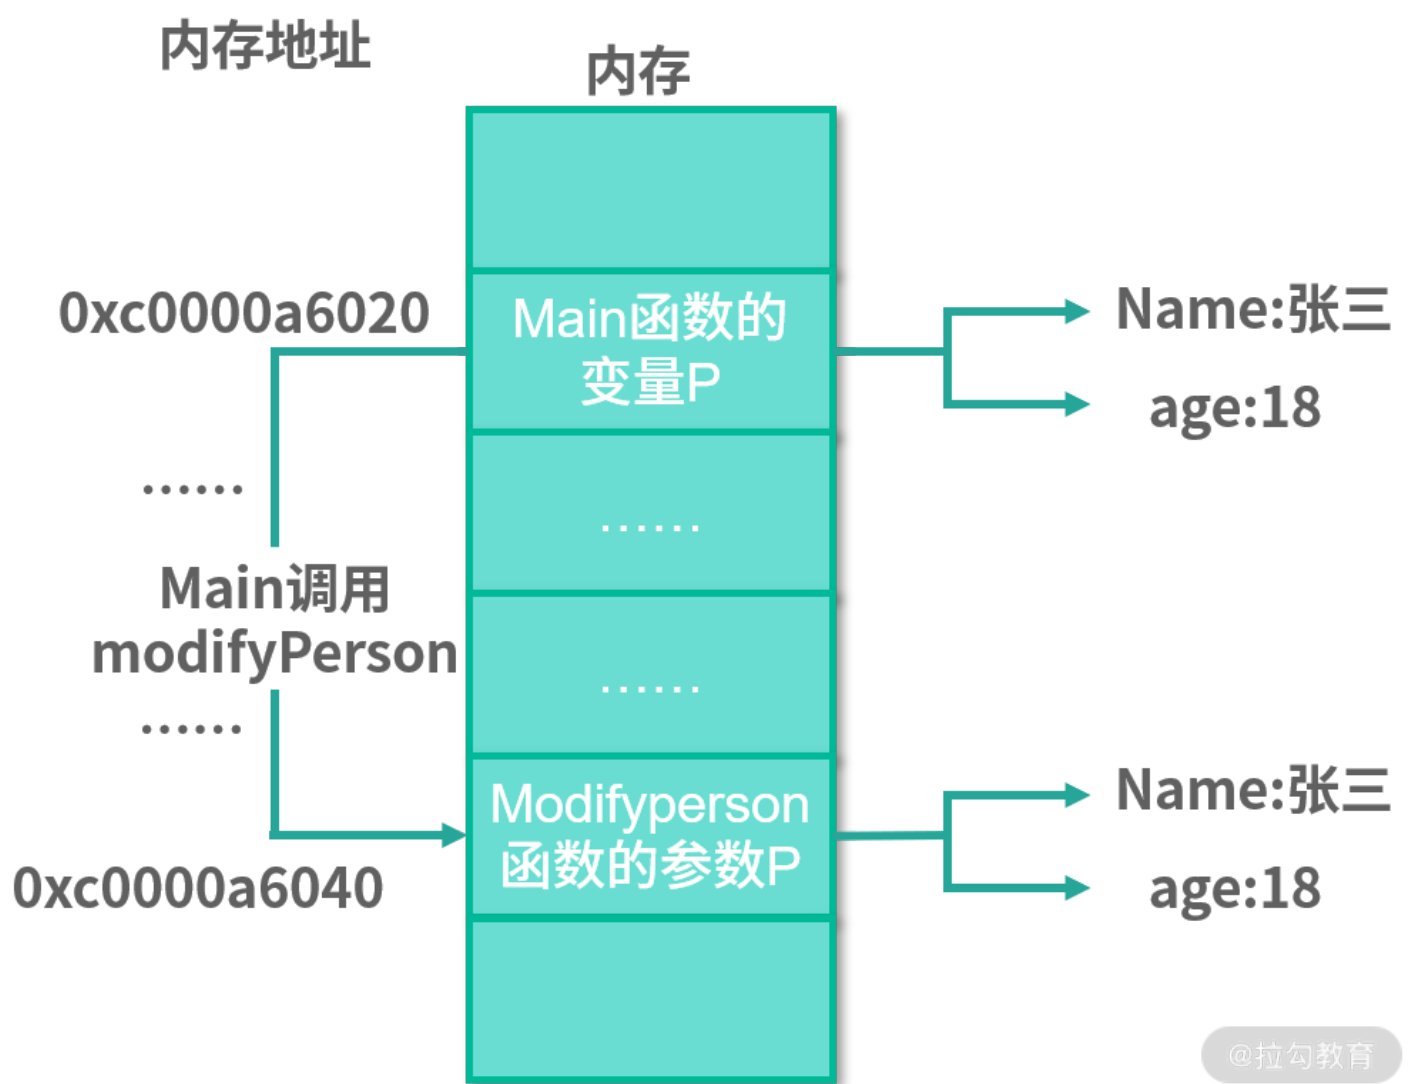 内存地址
内存
0xc0000a6020
Main函数的
变量P
Name:张三
age:18
......
......
Main调用
modifyPerson
......
......
Modifyperson
函数的参数P
Name:张三
age:18
0xc0000a6040
@拉勾教育